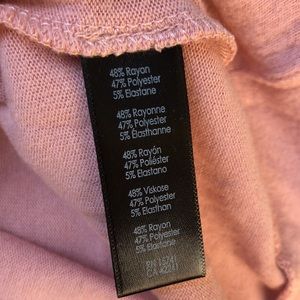 48% Rayon
47% Polyester
5% Elastane
48% Rayonne
47% Polyester
5% Élasthanne
48% Rayón
47% Poliéster
5% Elastano
48% Viskose
47% Polyester
5% Elasthan
48% Rayon
47% Polyester
5% Elastane